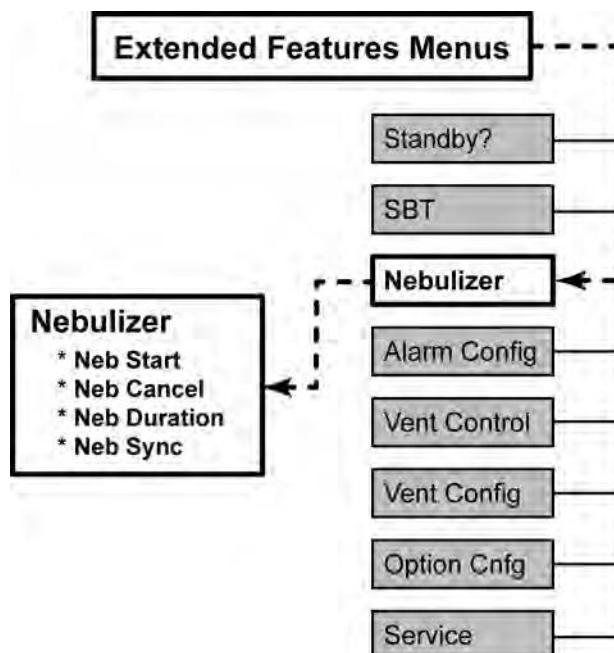 Extended Features Menus
Standby?
SBT
Nebulizer
Alarm Config
Vent Control
Vent Config
Option Cnfg
Service
Nebulizer
* Neb Start
* Neb Cancel
* Neb Duration
* Neb Sync